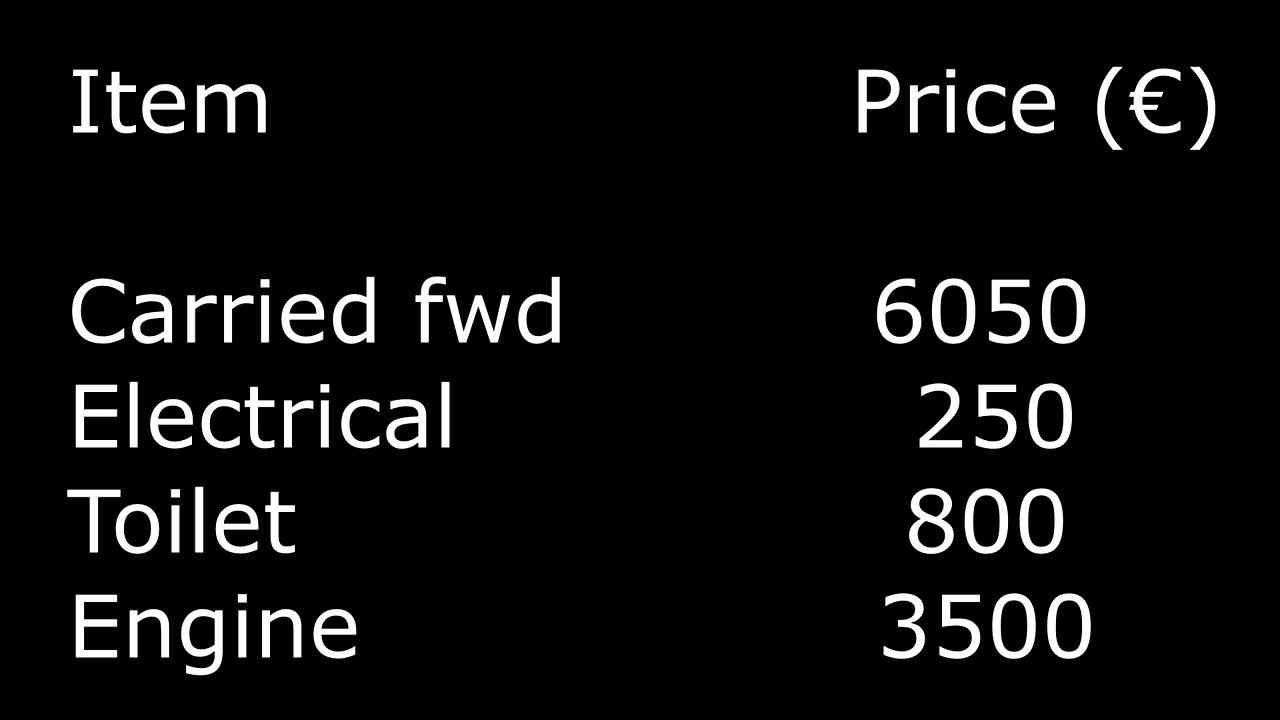 Item Price (€)
Carried fwd 6050
Electrical 250
Toilet 800
Engine 3500